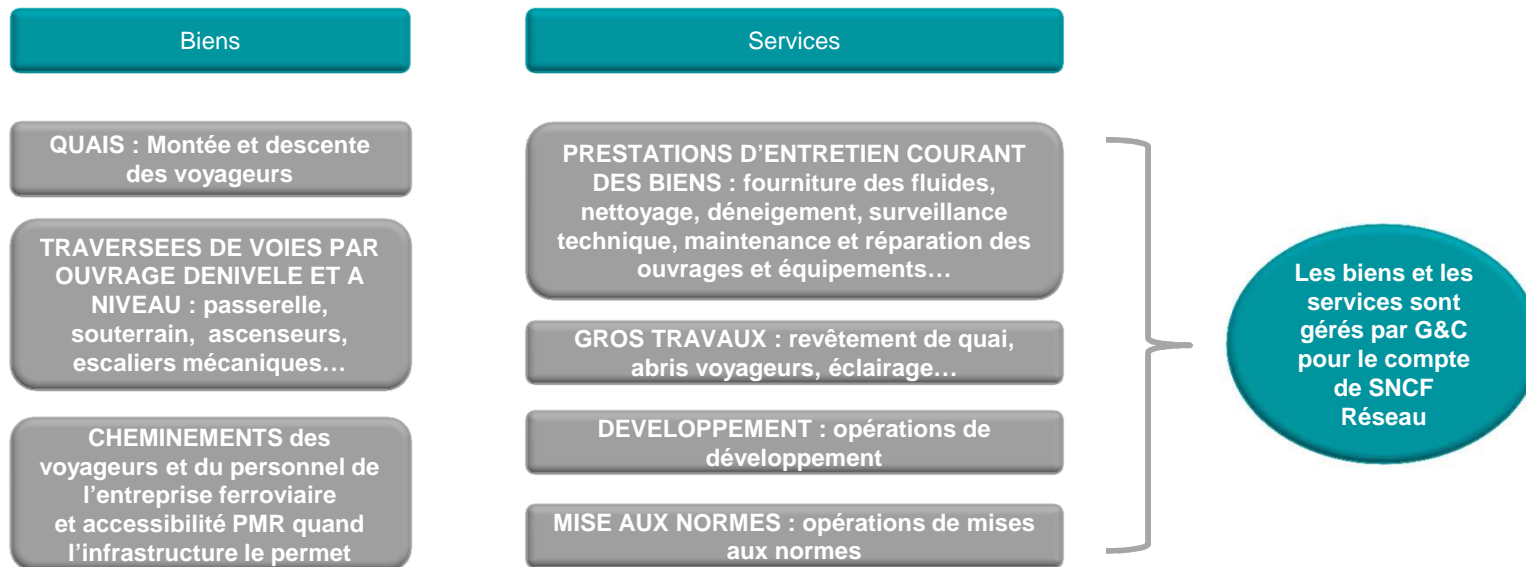 Biens
QUAIS : Montée et descente
des voyageurs
TRAVERSEES DE VOIES PAR
OUVRAGE DENIVELE ET A
NIVEAU : passerelle,
souterrain, ascenseurs,
escaliers mécaniques…
CHEMINEMENTS des
voyageurs et du personnel de
l’entreprise ferroviaire
et accessibilité PMR quand
l’infrastructure le permet
Services
PRESTATIONS D’ENTRETIEN COURANT
DES BIENS : fourniture des fluides,
nettoyage, déneigement, surveillance
technique, maintenance et réparation des
ouvrages et équipements…
GROS TRAVAUX : revêtement de quai,
abris voyageurs, éclairage…
DEVELOPPEMENT : opérations de
développement
MISE AUX NORMES : opérations de mises
aux normes
Les biens et les
services sont
gérés par G&C
pour le compte
de SNCF
Réseau